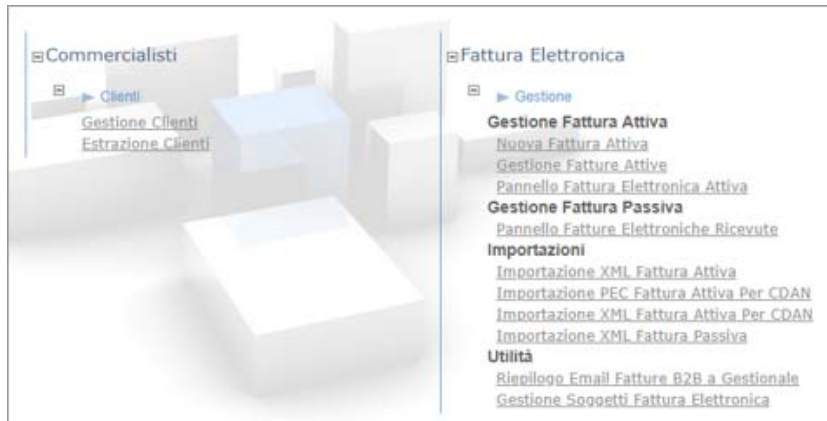 Commercialisti
Clienti
Gestione Clienti
Estrazione Clienti
Fattura Elettronica
Gestione
Gestione Fattura Attiva
Nuova Fattura Attiva
Gestione Fatture Attive
Pannello Fattura Elettronica Attiva
Gestione Fattura Passiva
Pannello Fatture Elettroniche Ricevute
Importazioni
Importazione XML Fattura Attiva
Importazione PEC Fattura Attiva Per CDAN
Importazione XML Fattura Attiva Per CDAN
Importazione XML Fattura Passiva
Utilità
Riepilogo Email Fatture B2B a Gestionale
Gestione Soggetti Fattura Elettronica